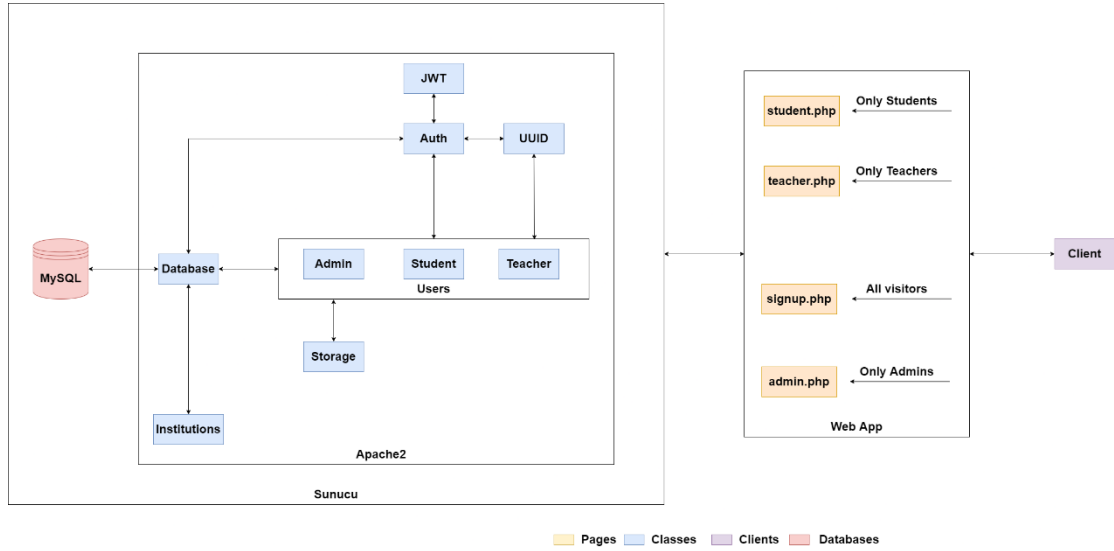 JWT
Auth
UUID
MySQL
Database
Admin
Student
Teacher
Users
Storage
Institutions
Apache2
Sunucu
student.php
Only Students
teacher.php
Only Teachers
signup.php
All visitors
admin.php
Only Admins
Web App
Client
Pages
Classes
Clients
Databases